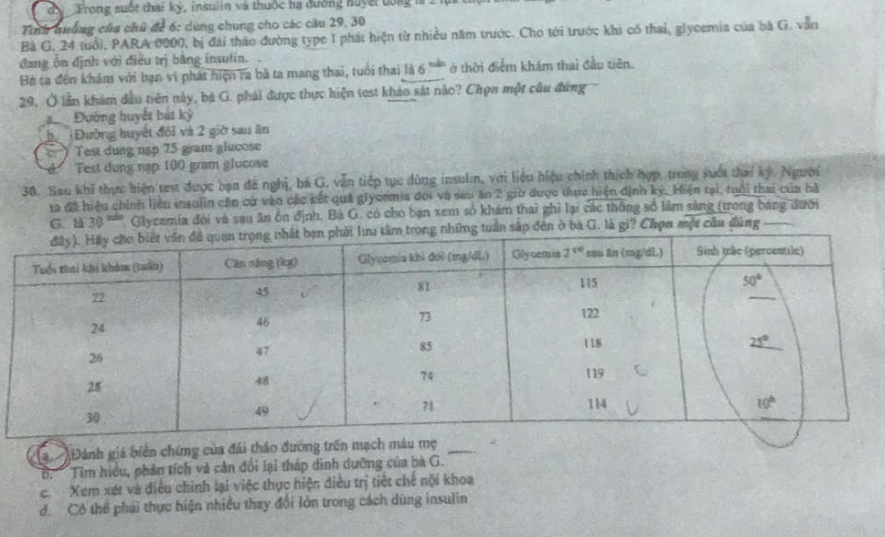 d. Trong suốt thai kỳ, insulin và thuốc hạ đường huyết uống là 2 lựa
Tình huống của chủ đề 6: dùng chung cho các câu 29, 30
Bà G, 24 tuổi, PARA 0000, bị đái tháo đường type 1 phát hiện từ nhiều năm trước. Cho tới trước khi có thai, glycemia của bà G. vẫn
đang ổn định với điều trị bằng insulin.
Bà ta đến khám với bạn vì phát hiện ra bà ta mang thai, tuổi thai là 6 tuần ở thời điểm khám thai đầu tiên.
29. Ở lần khám đầu tiên này, bà G. phải được thực hiện test khảo sát nào? Chọn một câu đúng
a. Đường huyết bất kỳ
b. Đường huyết đói và 2 giờ sau ăn
c. Test dung nạp 75 gram glucose
d. Test dung nạp 100 gram glucose
30. Sau khi thực hiện test được bạn đề nghị, bà G. vẫn tiếp tục dùng insulin, với liều hiệu chỉnh thích hợp, trong suốt thai kỳ. Người
ta đã hiệu chỉnh liều insulin căn cứ vào các kết quả glycemia đói và sau ăn 2 giờ được thực hiện định kỳ. Hiện tại, tuổi thai của bà
G. là 30 tuần. Glycemia đói và sau ăn ổn định. Bà G. có cho bạn xem sổ khám thai ghi lại các thông số lâm sàng (trong bảng dưới
đây). Hãy cho biết vấn đề quan trọng nhất bạn phải lưu tâm trong những tuần sắp đến ở bà G. là gì? Chọn một câu đúng
Tuổi thai khi khám (tuần) Cân nặng (kg) Glycemia khi đói (mg/dL) Glycemia 2 giờ sau ăn (mg/dL) Sinh trắc (percentile)
22 45 81 115 50th
24 46 73 122
26 47 85 118 25th
28 48 74 119
30 49 71 114 10th
a. Đánh giá biến chứng của đái tháo đường trên mạch máu mẹ
b. Tìm hiểu, phân tích và cân đối lại tháp dinh dưỡng của bà G.
c. Xem xét và điều chỉnh lại việc thực hiện điều trị tiết chế nội khoa
d. Có thể phải thực hiện nhiều thay đổi lớn trong cách dùng insulin